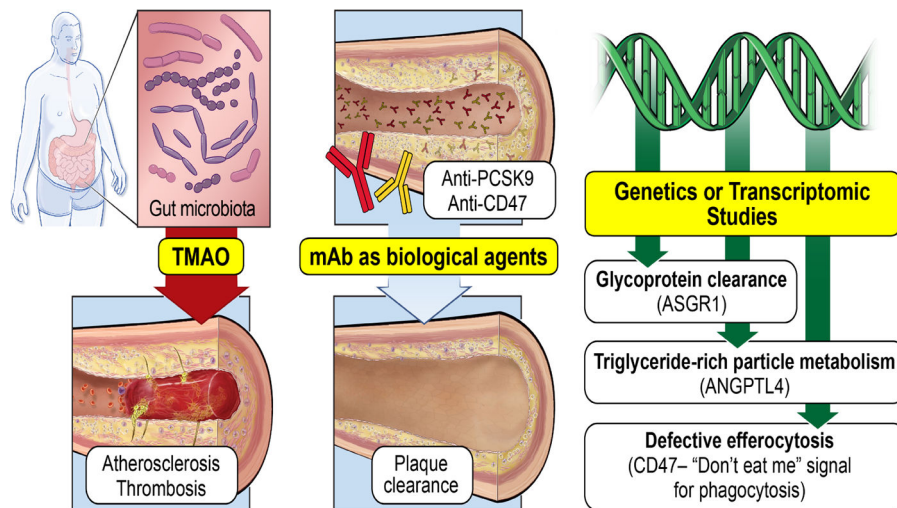 Gut microbiota
TMAO
Atherosclerosis
Thrombosis
Anti-PCSK9
Anti-CD47
mAb as biological agents
Plaque
clearance
Genetics or Transcriptomic
Studies
Glycoprotein clearance
(ASGR1)
Triglyceride-rich particle metabolism
(ANGPTL4)
Defective efferocytosis
(CD47– “Don’t eat me” signal
for phagocytosis)